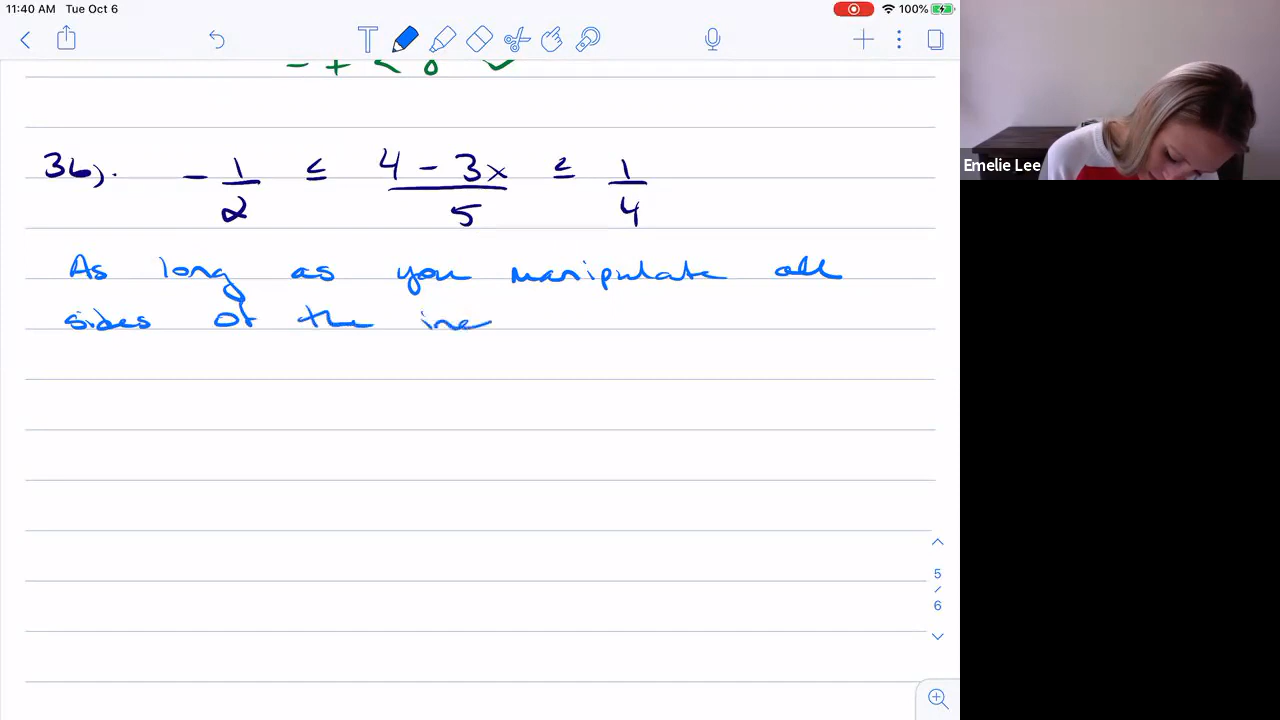 11:40 AM Tue Oct 6
100%
T
- + < 0 ✓
36). - 1/2 ≤ (4 - 3x)/5 ≤ 1/4
As long as you manipulate all
sides of the ine
5
/
6
Emelie Lee